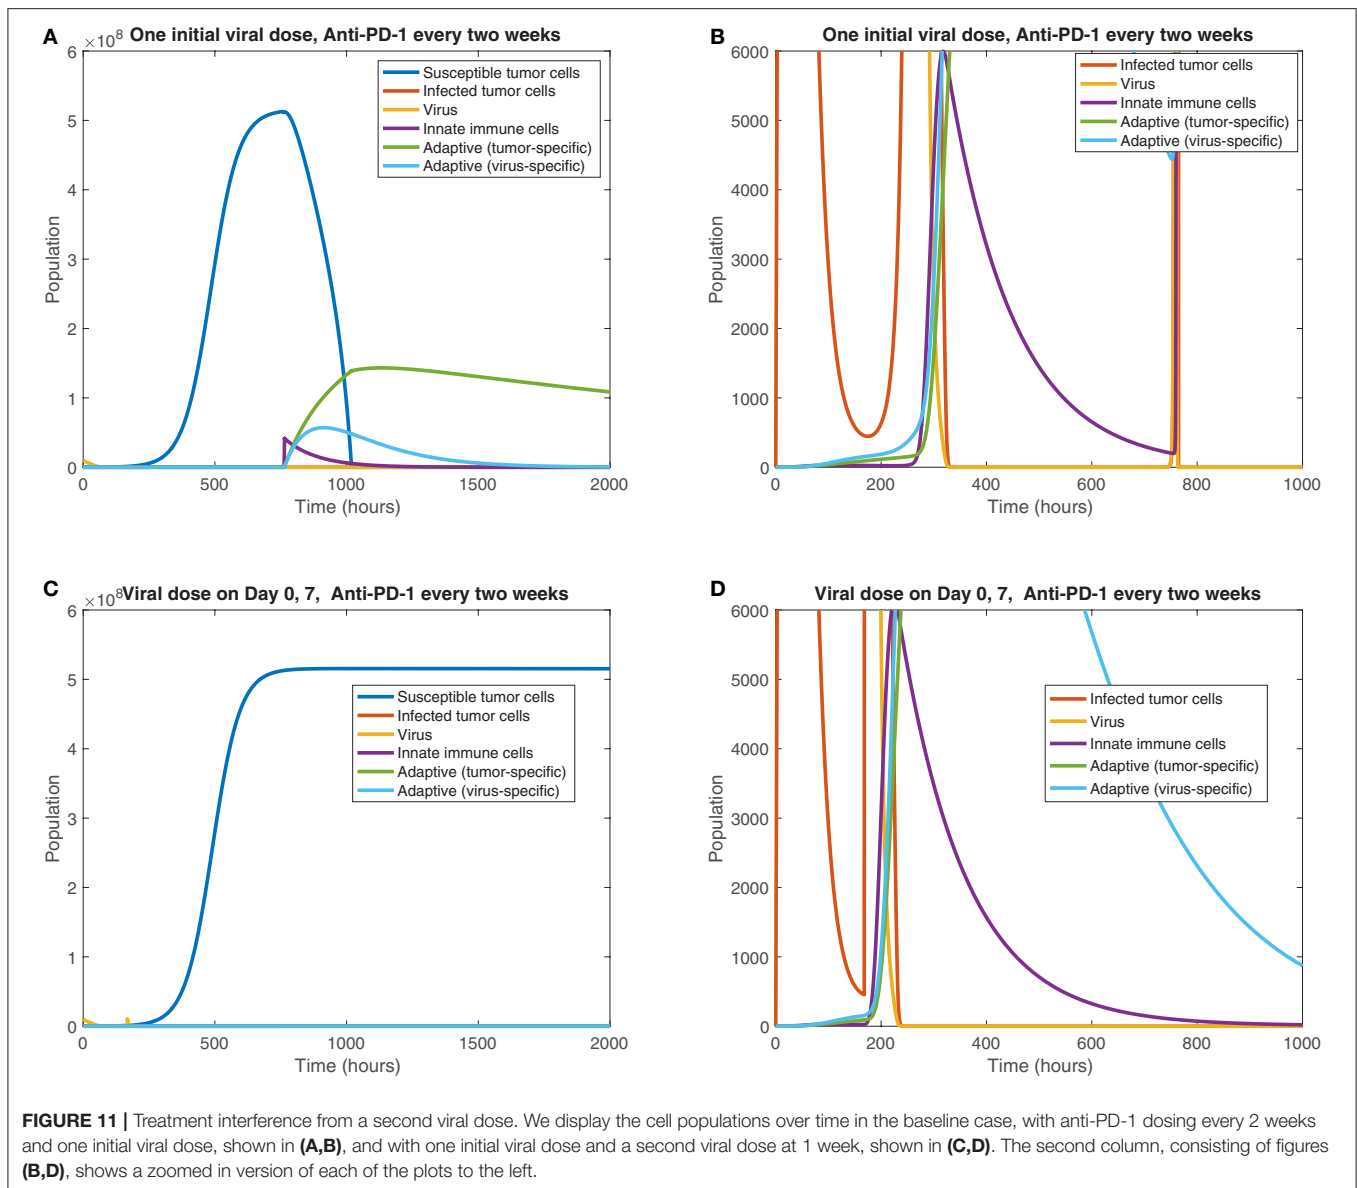 A
×10⁸ One initial viral dose, Anti-PD-1 every two weeks
6
5
4
3
2
1
0
Population
0 500 1000 1500 2000
Time (hours)
Susceptible tumor cells
Infected tumor cells
Virus
Innate immune cells
Adaptive (tumor-specific)
Adaptive (virus-specific)
B
One initial viral dose, Anti-PD-1 every two weeks
6000
5000
4000
3000
2000
1000
0
Population
0 200 400 600 800 1000
Time (hours)
Infected tumor cells
Virus
Innate immune cells
Adaptive (tumor-specific)
Adaptive (virus-specific)
C
×10⁸ Viral dose on Day 0, 7, Anti-PD-1 every two weeks
6
5
4
3
2
1
0
Population
0 500 1000 1500 2000
Time (hours)
Susceptible tumor cells
Infected tumor cells
Virus
Innate immune cells
Adaptive (tumor-specific)
Adaptive (virus-specific)
D
Viral dose on Day 0, 7, Anti-PD-1 every two weeks
6000
5000
4000
3000
2000
1000
0
Population
0 200 400 600 800 1000
Time (hours)
Infected tumor cells
Virus
Innate immune cells
Adaptive (tumor-specific)
Adaptive (virus-specific)
FIGURE 11 | Treatment interference from a second viral dose. We display the cell populations over time in the baseline case, with anti-PD-1 dosing every 2 weeks
and one initial viral dose, shown in (A,B), and with one initial viral dose and a second viral dose at 1 week, shown in (C,D). The second column, consisting of figures
(B,D), shows a zoomed in version of each of the plots to the left.